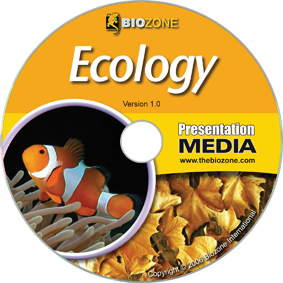 BIOZONE
Ecology
Version 1.0
Presentation
MEDIA
www.thebiozone.com
Copyright © 2006 Biozone International